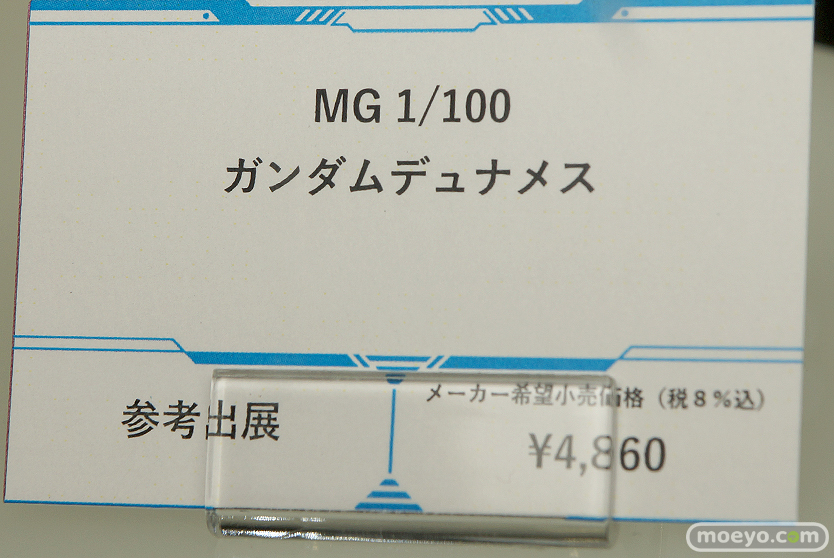 MG 1/100
ガンダムデュナメス
参考出展
メーカー希望小売価格（税８％込）
¥4,860
moeyo.com